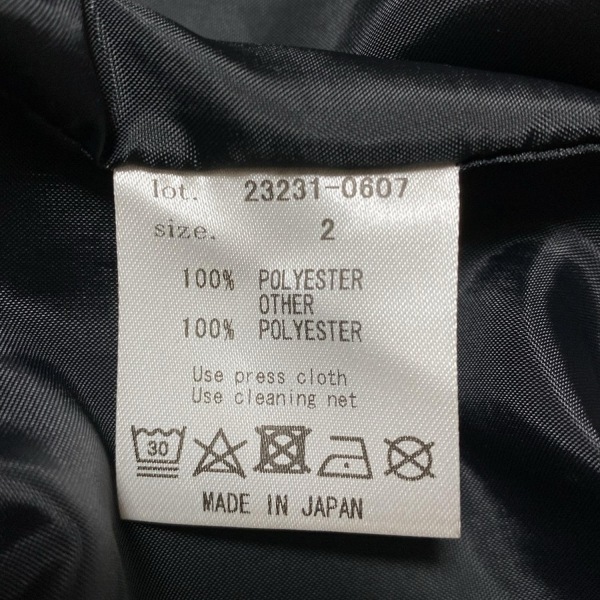 lot. 23231-0607
size. 2
100% POLYESTER
OTHER
100% POLYESTER
Use press cloth
Use cleaning net
30
MADE IN JAPAN